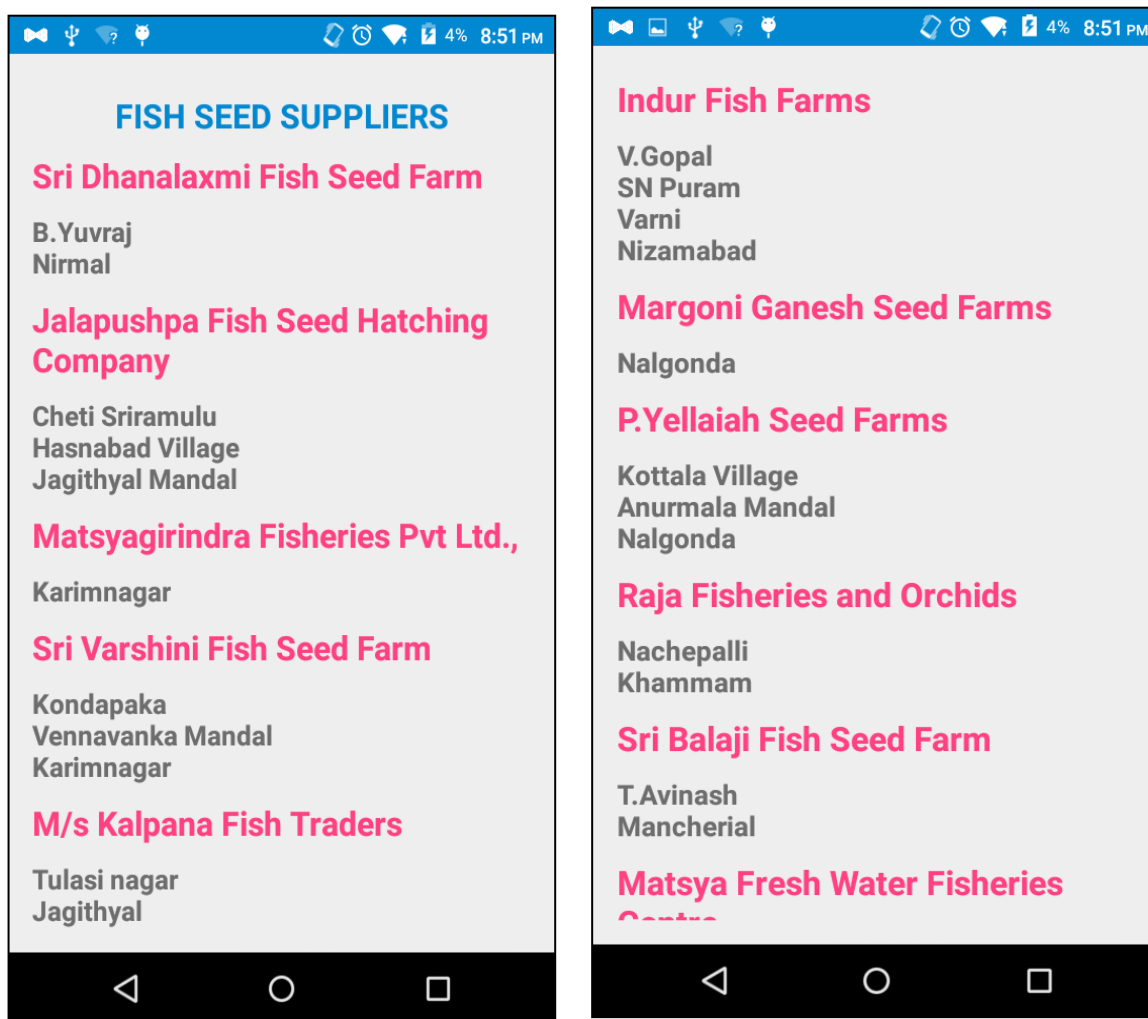 4% 8:51 PM
FISH SEED SUPPLIERS
Sri Dhanalaxmi Fish Seed Farm
B.Yuvraj
Nirmal
Jalapushpa Fish Seed Hatching
Company
Cheti Sriramulu
Hasnabad Village
Jagithyal Mandal
Matsyagirindra Fisheries Pvt Ltd.,
Karimnagar
Sri Varshini Fish Seed Farm
Kondapaka
Vennavanka Mandal
Karimnagar
M/s Kalpana Fish Traders
Tulasi nagar
Jagithyal
4% 8:51 PM
Indur Fish Farms
V.Gopal
SN Puram
Varni
Nizamabad
Margoni Ganesh Seed Farms
Nalgonda
P.Yellaiah Seed Farms
Kottala Village
Anurmala Mandal
Nalgonda
Raja Fisheries and Orchids
Nachepalli
Khammam
Sri Balaji Fish Seed Farm
T.Avinash
Mancherial
Matsya Fresh Water Fisheries